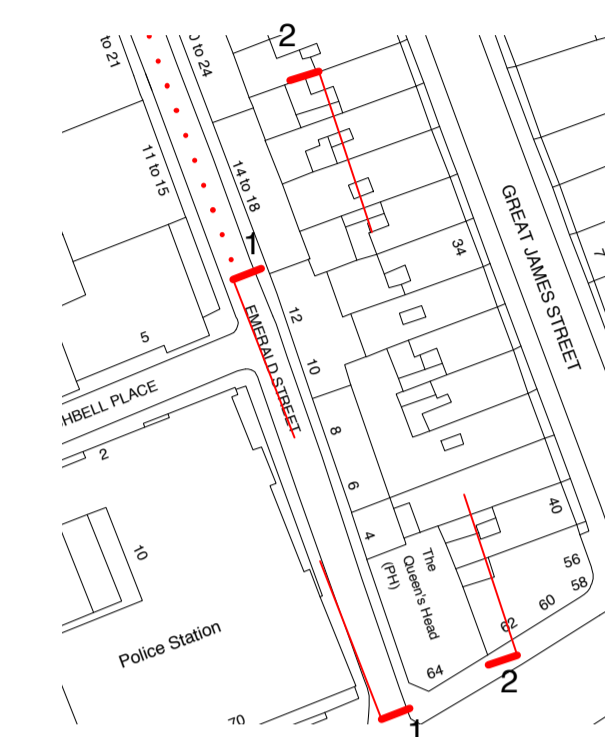 2
to 21
0 to 24
11 to 15
14 to 18
1
GREAT JAMES STREET
34
7
EMERALD STREET
12
5
10
HBELL PLACE
8
2
6
40
4
10
The
Queen's Head
(PH)
56
58
60
62
Police Station
64
2
70
1